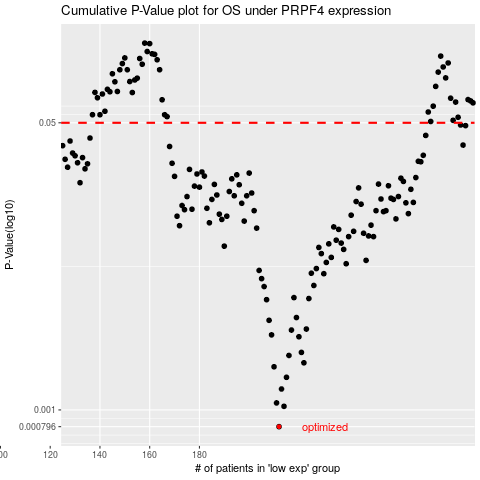 Cumulative P-Value plot for OS under PRPF4 expression
P-Value(log10)
0.05
0.001
0.000796
optimized
00 120 140 160 180
# of patients in 'low exp' group